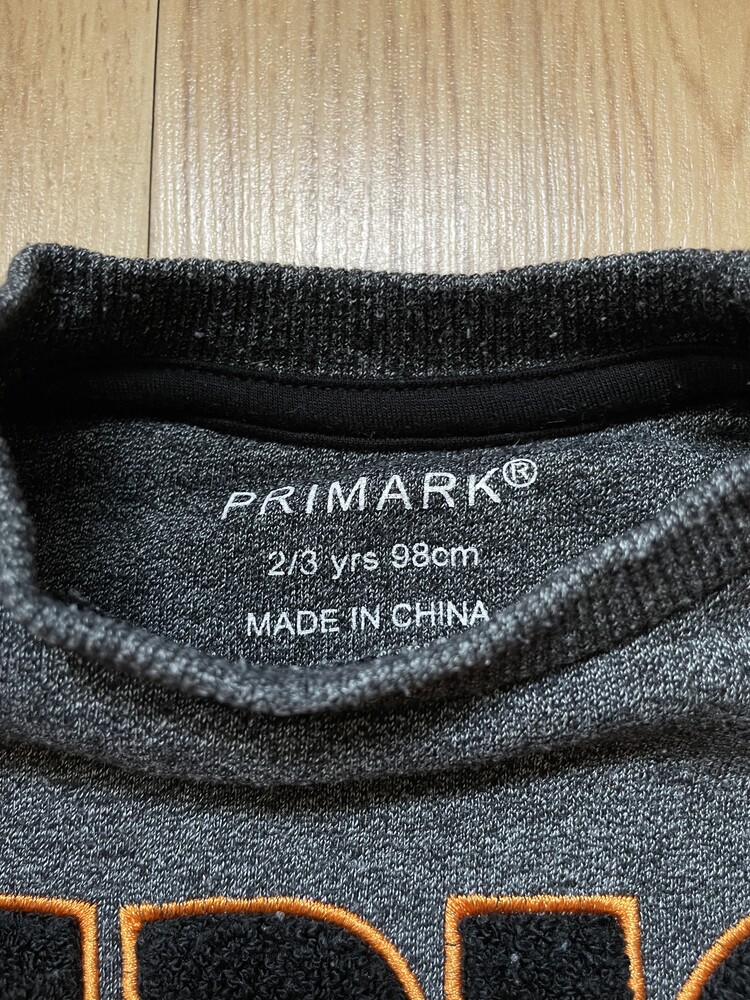 PRIMARK®
2/3 yrs 98cm
MADE IN CHINA